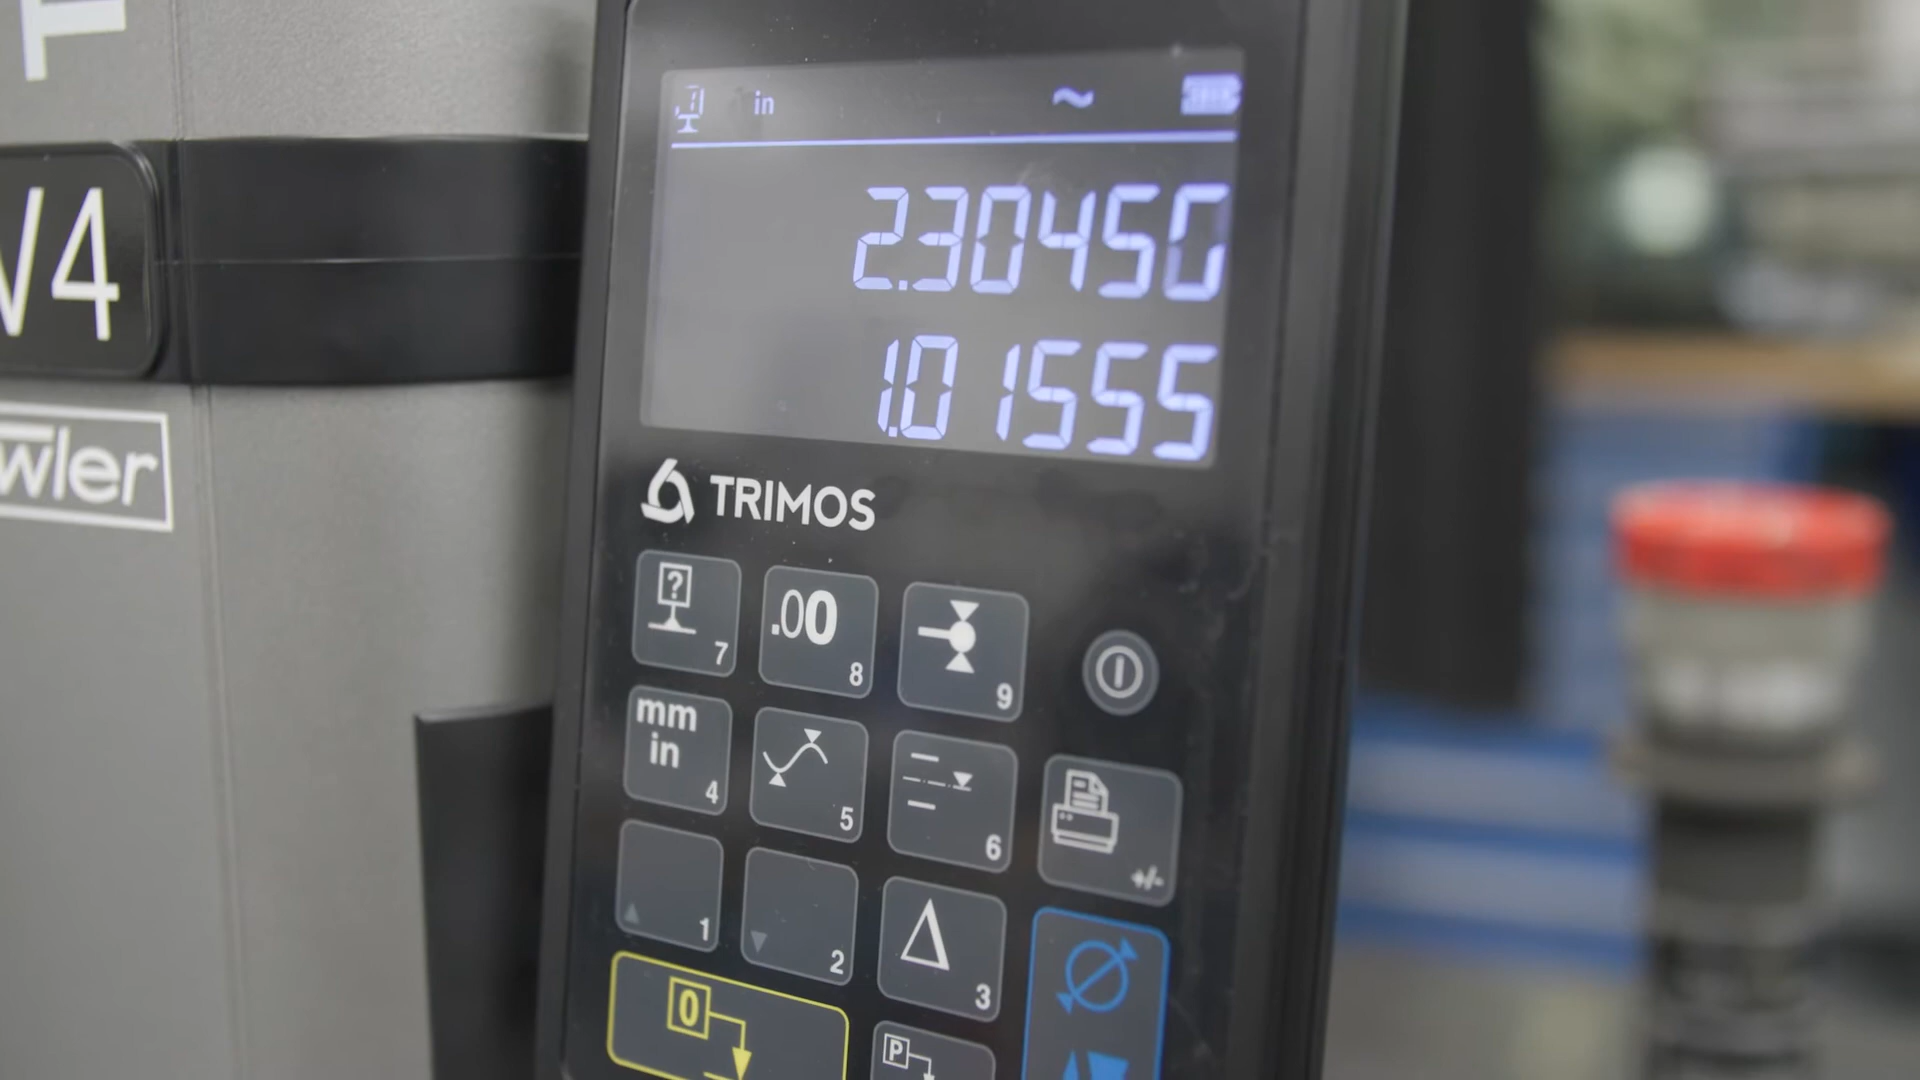 in ~
2.30450
1.01555
V4
wler
TRIMOS
? 7
.00 8
9
mm
in 4
5
6
+/-
1
2
Δ 3
0
P